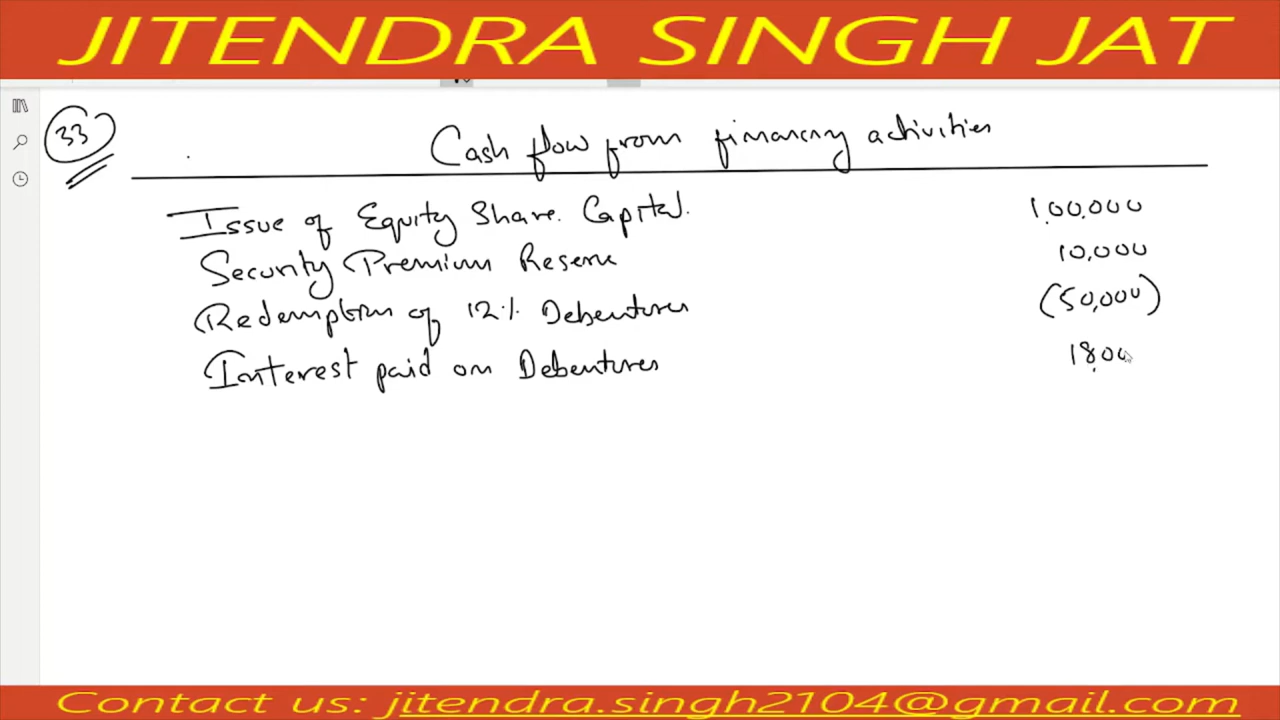 JITENDRA SINGH JAT
33
Cash flow from financing activities
Issue of Equity Share Capital. 1,00,000
Security Premium Reserve 10,000
Redemption of 12% Debentures (50,000)
Interest paid on Debentures 18,00
Contact us: jitendra.singh2104@gmail.com